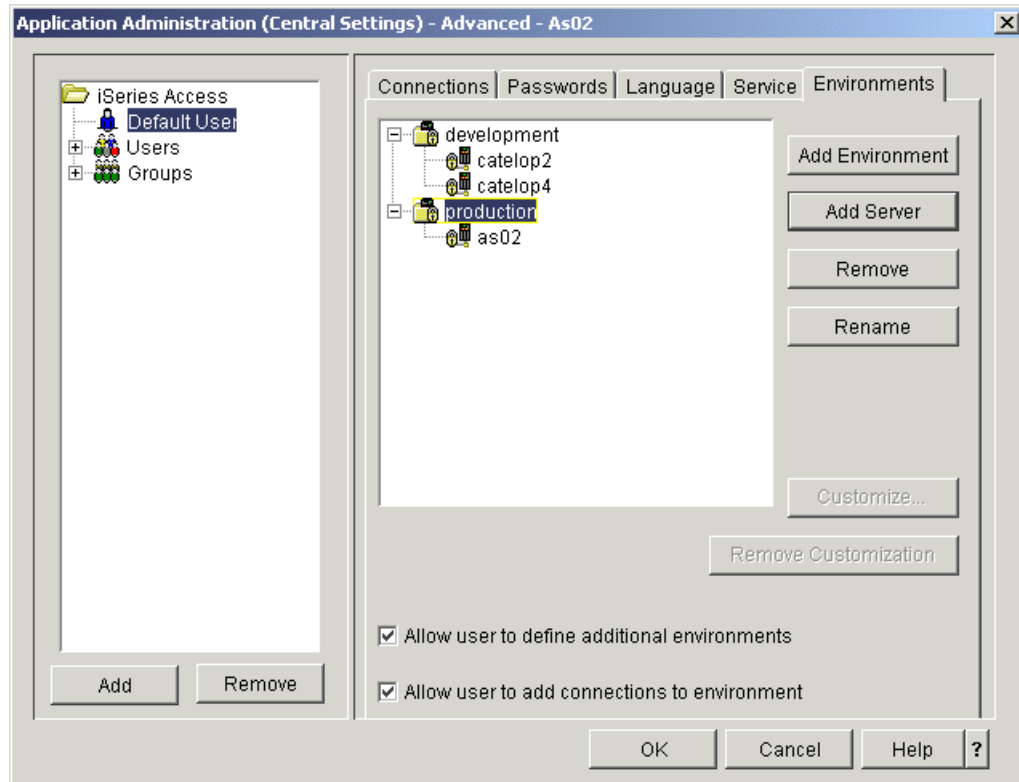 Application Administration (Central Settings) - Advanced - As02
iSeries Access
Default User
Users
Groups
Add
Remove
Connections
Passwords
Language
Service
Environments
development
catelop2
catelop4
production
as02
Add Environment
Add Server
Remove
Rename
Customize...
Remove Customization
Allow user to define additional environments
Allow user to add connections to environment
OK
Cancel
Help
?